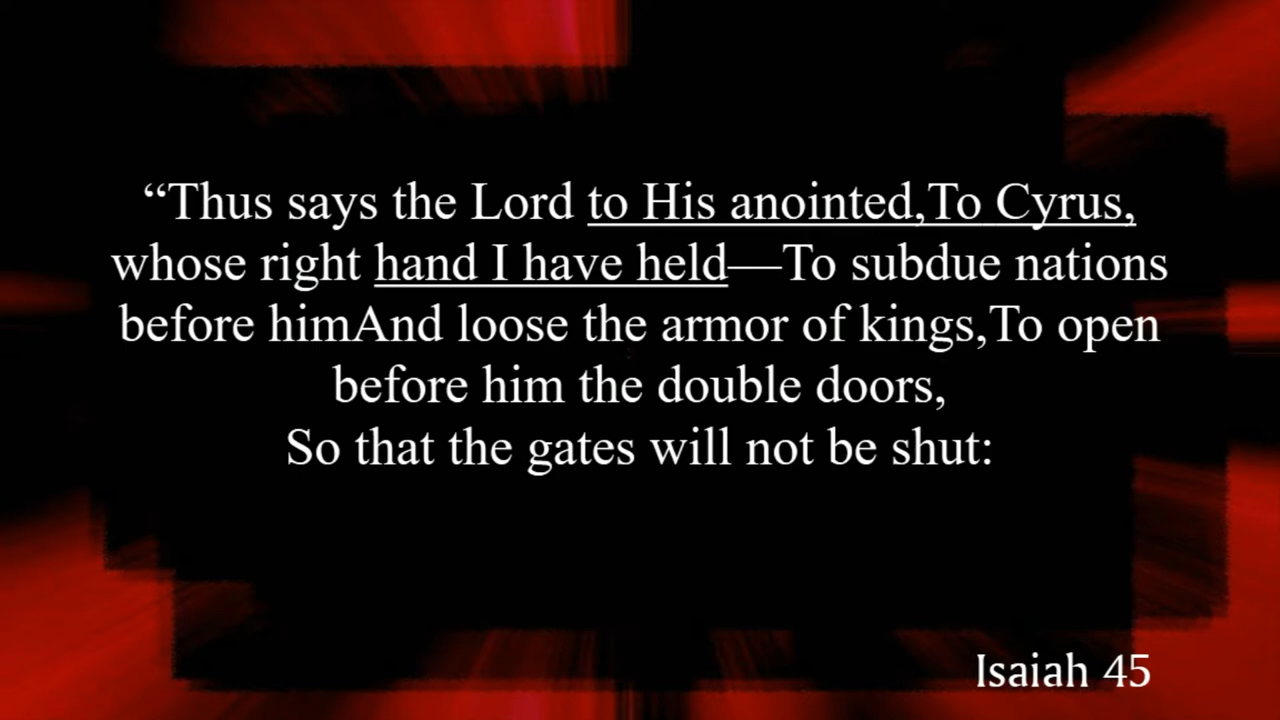 “Thus says the Lord to His anointed,To Cyrus,
whose right hand I have held—To subdue nations
before himAnd loose the armor of kings,To open
before him the double doors,
So that the gates will not be shut:
Isaiah 45